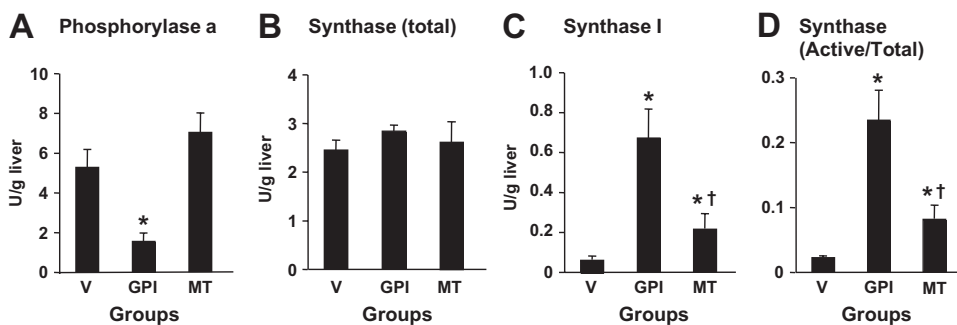 A Phosphorylase a
10
8
6
4
2
0
U/g liver
*
V GPI MT
Groups
B Synthase (total)
4
3
2
1
0
U/g liver
V GPI MT
Groups
C Synthase I
1.0
0.8
0.6
0.4
0.2
0
U/g liver
*
*†
V GPI MT
Groups
D Synthase
(Active/Total)
0.3
0.2
0.1
0
*
*†
V GPI MT
Groups